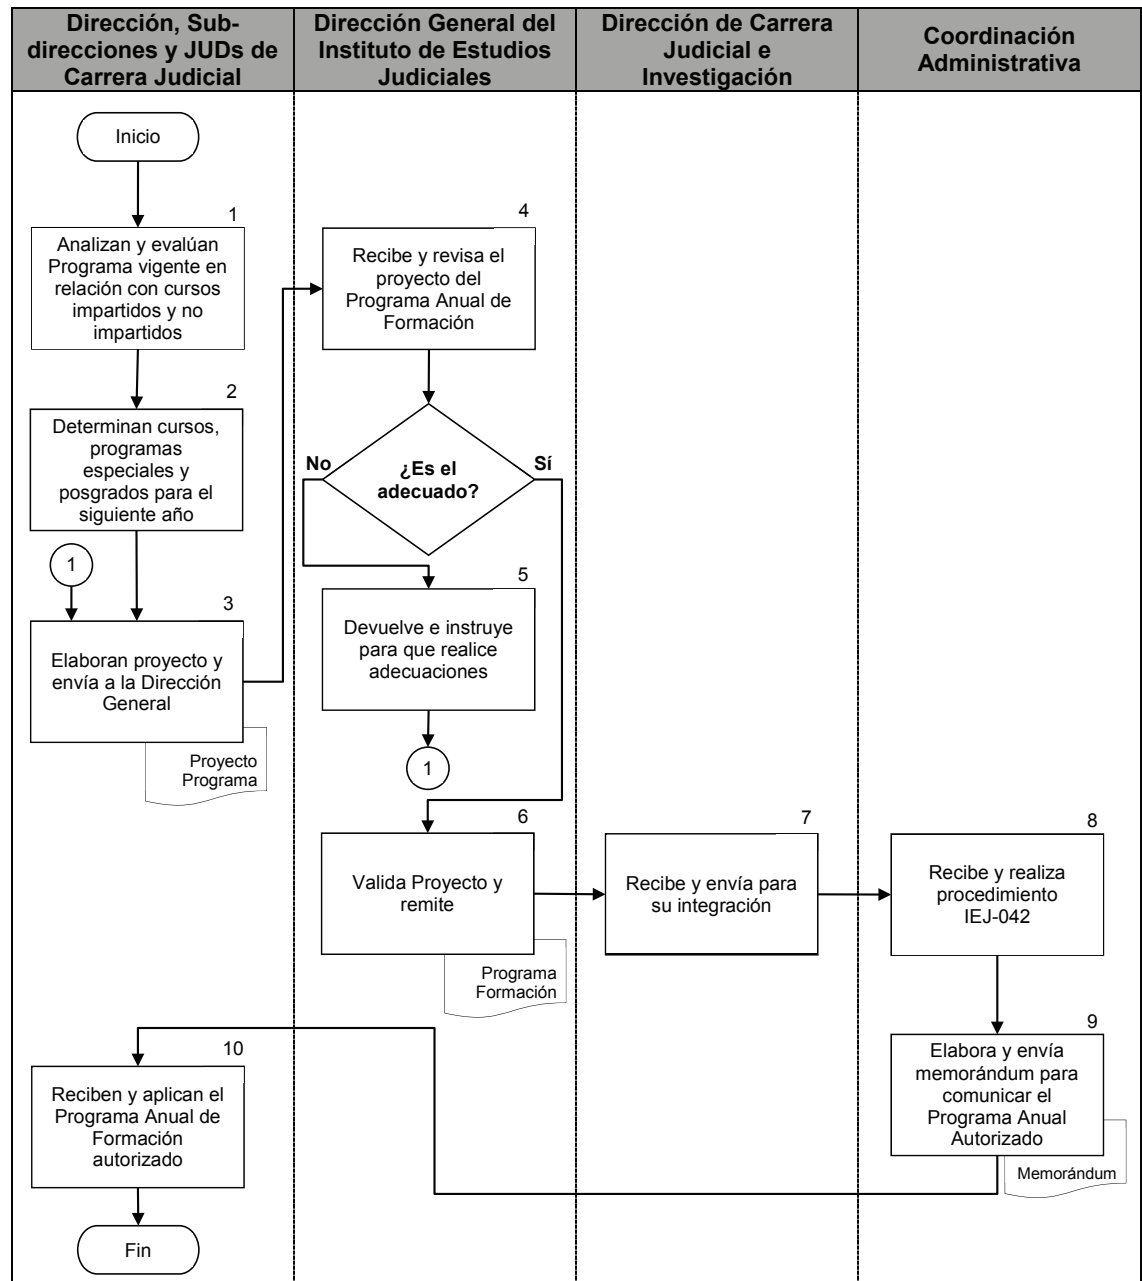 Dirección, Sub-
direcciones y JUDs de
Carrera Judicial
Dirección General del
Instituto de Estudios
Judiciales
Dirección de Carrera
Judicial e
Investigación
Coordinación
Administrativa
Inicio
1
Analizan y evalúan
Programa vigente en
relación con cursos
impartidos y no
impartidos
2
Determinan cursos,
programas
especiales y
posgrados para el
siguiente año
1
3
Elaboran proyecto y
envía a la Dirección
General
Proyecto
Programa
4
Recibe y revisa el
proyecto del
Programa Anual de
Formación
No
¿Es el
adecuado?
Sí
5
Devuelve e instruye
para que realice
adecuaciones
1
6
Valida Proyecto y
remite
Programa
Formación
7
Recibe y envía para
su integración
8
Recibe y realiza
procedimiento
IEJ-042
9
Elabora y envía
memorándum para
comunicar el
Programa Anual
Autorizado
Memorándum
10
Reciben y aplican el
Programa Anual de
Formación
autorizado
Fin